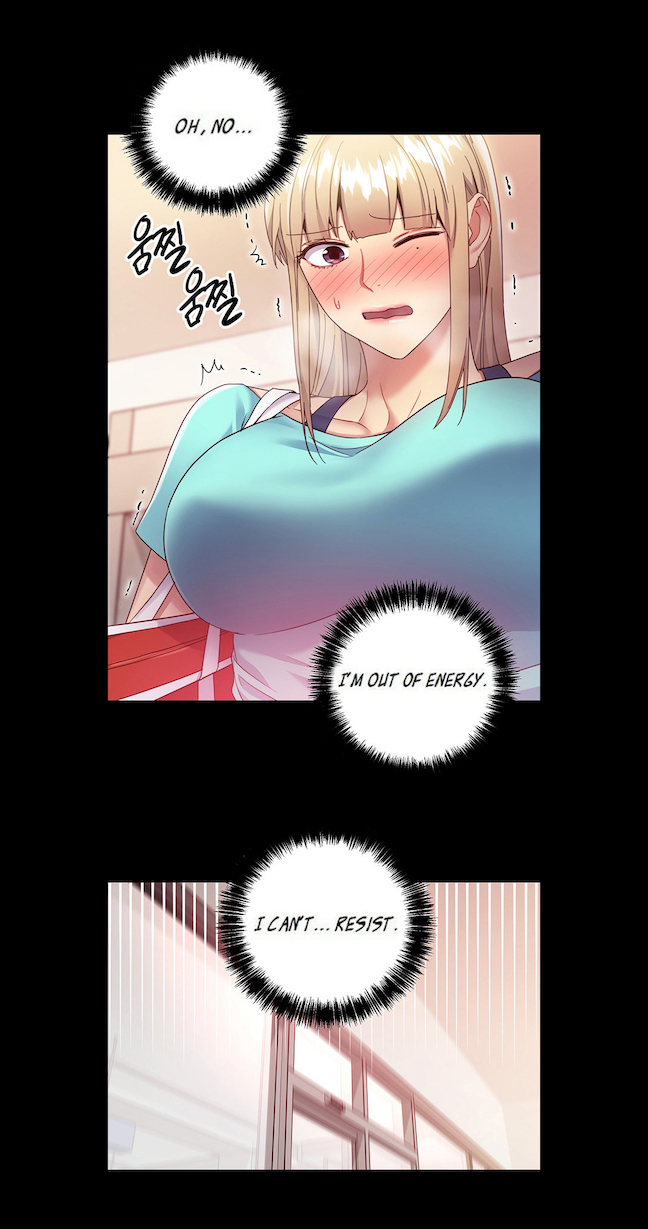 OH, NO...
움찔
움찔
I'M OUT OF ENERGY.
I CAN'T... RESIST.